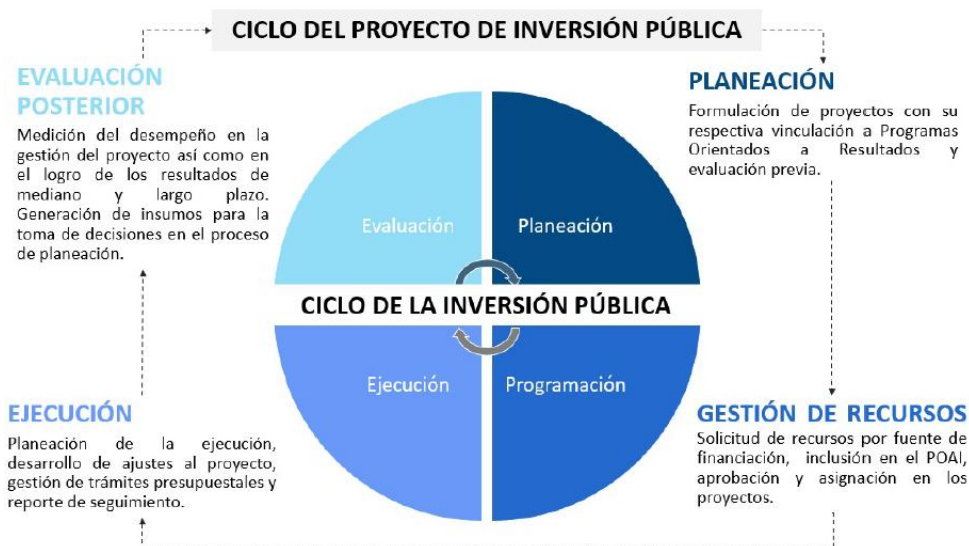 CICLO DEL PROYECTO DE INVERSIÓN PÚBLICA
EVALUACIÓN
POSTERIOR
Medición del desempeño en la
gestión del proyecto así como en
el logro de los resultados de
mediano y largo plazo.
Generación de insumos para la
toma de decisiones en el proceso
de planeación.
PLANEACIÓN
Formulación de proyectos con su
respectiva vinculación a Programas
Orientados a Resultados y
evaluación previa.
Evaluación
Planeación
CICLO DE LA INVERSIÓN PÚBLICA
Ejecución
Programación
EJECUCIÓN
Planeación de la ejecución,
desarrollo de ajustes al proyecto,
gestión de trámites presupuestales y
reporte de seguimiento.
GESTIÓN DE RECURSOS
Solicitud de recursos por fuente de
financiación, inclusión en el POAI,
aprobación y asignación en los
proyectos.